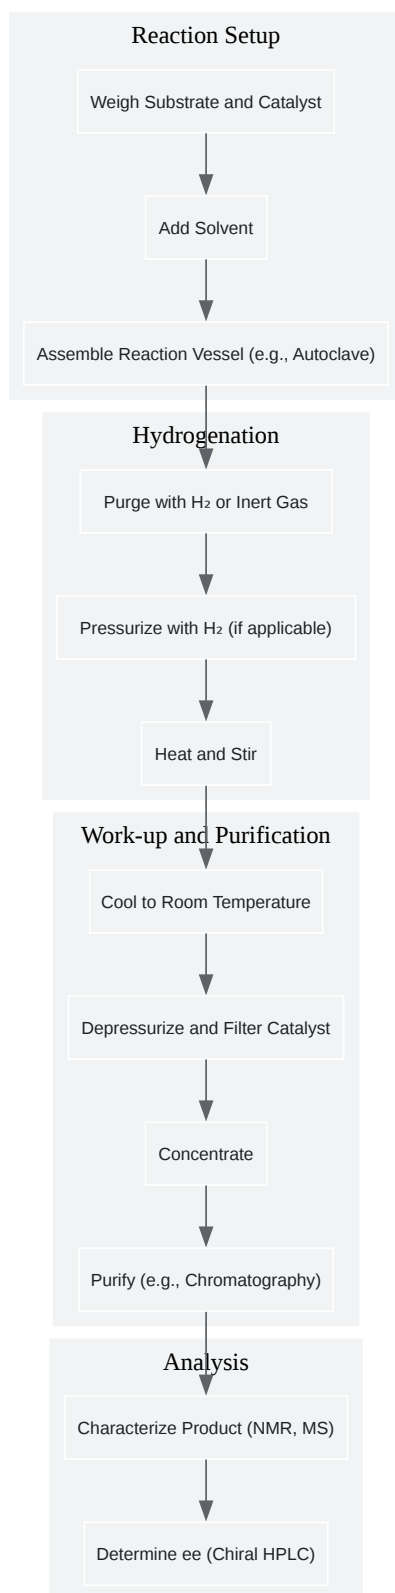 Reaction Setup
Weigh Substrate and Catalyst
Add Solvent
Assemble Reaction Vessel (e.g., Autoclave)
Hydrogenation
Purge with H₂ or Inert Gas
Pressurize with H₂ (if applicable)
Heat and Stir
Work-up and Purification
Cool to Room Temperature
Depressurize and Filter Catalyst
Concentrate
Purify (e.g., Chromatography)
Analysis
Characterize Product (NMR, MS)
Determine ee (Chiral HPLC)